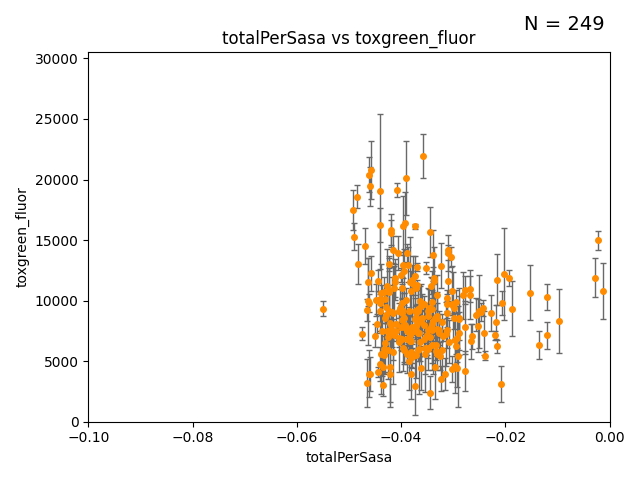 N = 249
totalPerSasa vs toxgreen_fluor
30000
25000
20000
15000
10000
5000
0
toxgreen_fluor
−0.10 −0.08 −0.06 −0.04 −0.02 0.00
totalPerSasa